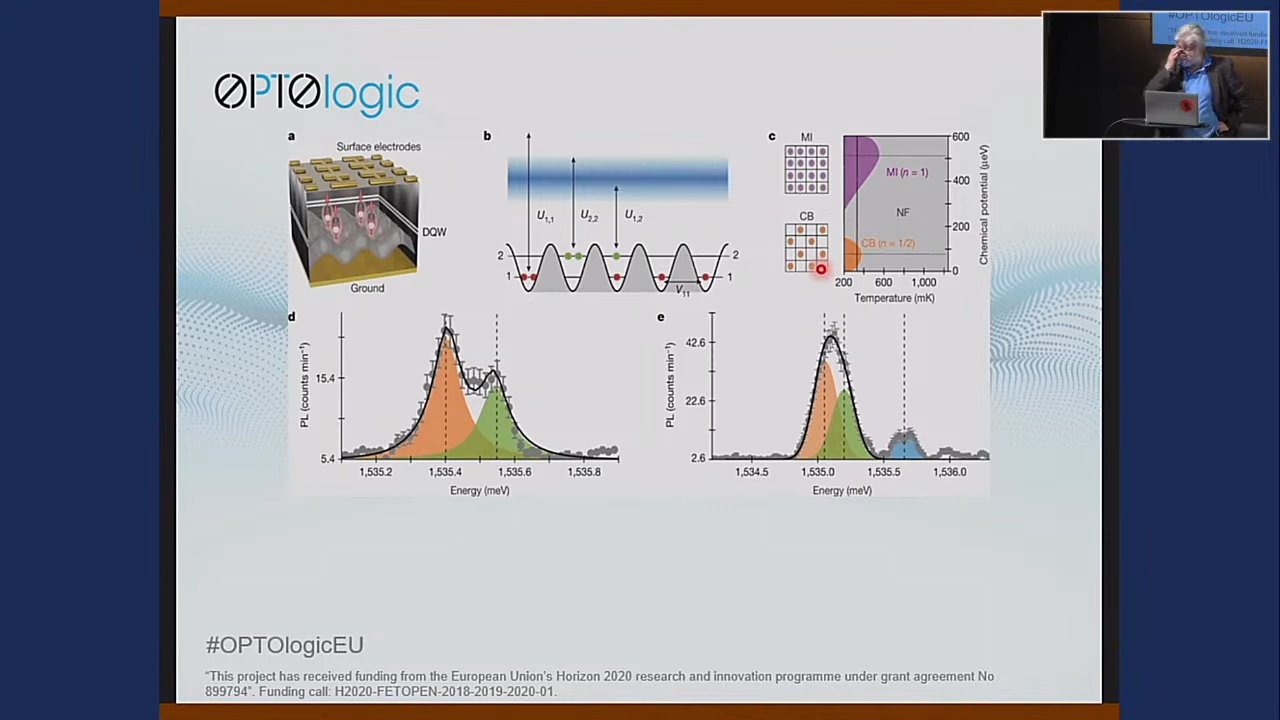 OPTOlogic
a
Surface electrodes
DQW
Ground
b
U1,1
U2,2
U1,2
2
2
1
1
V11
c
MI
CB
MI (n = 1)
NF
CB (n = 1/2)
600
400
200
0
Chemical potential (µeV)
200
600
1,000
Temperature (mK)
d
PL (counts min⁻¹)
15.4
5.4
1,535.2
1,535.4
1,535.6
1,535.8
Energy (meV)
e
PL (counts min⁻¹)
42.6
22.6
2.6
1,534.5
1,535.0
1,535.5
1,536.0
Energy (meV)
#OPTOlogicEU
"This project has received funding from the European Union's Horizon 2020 research and innovation programme under grant agreement No
899794". Funding call: H2020-FETOPEN-2018-2019-2020-01.
#OPTOlogicEU